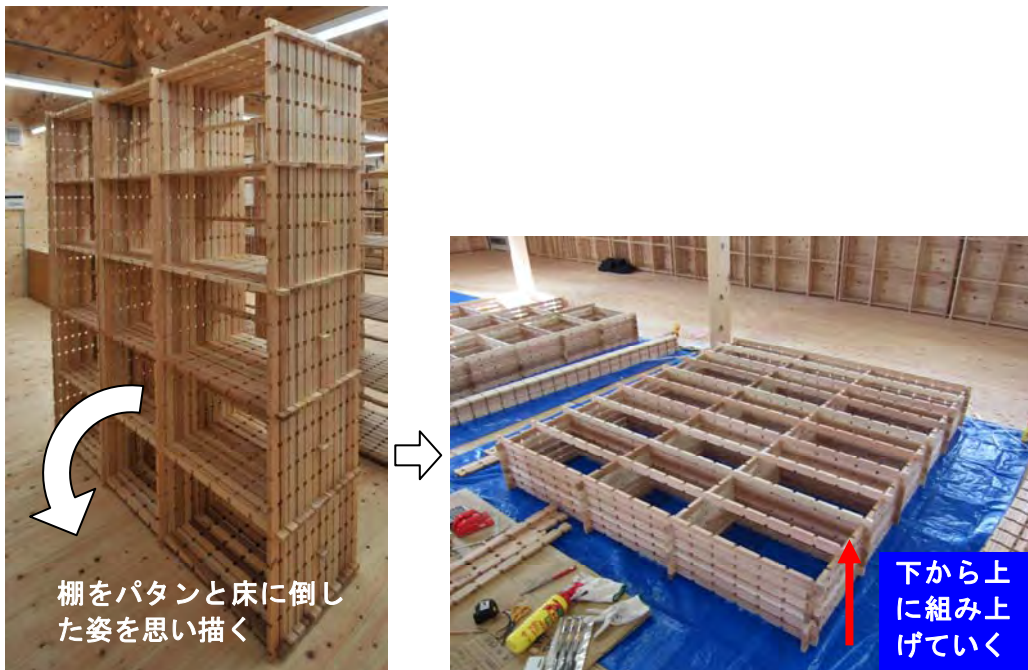 棚をパタンと床に倒し
た姿を思い描く
下から上
に組み上
げていく